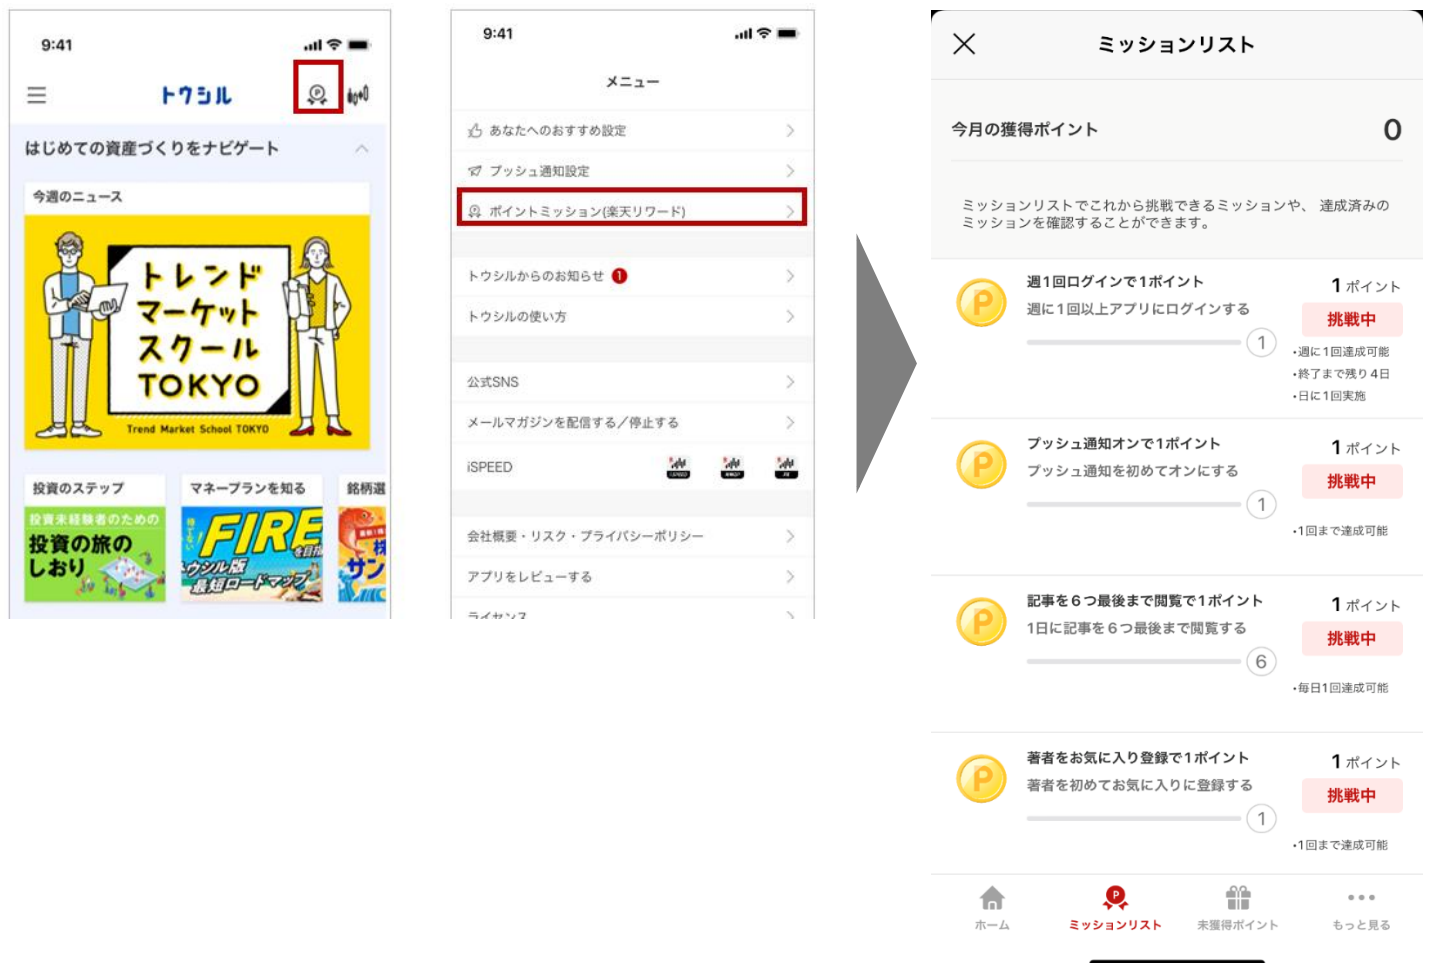 9:41
トウシル
はじめての資産づくりをナビゲート
今週のニュース
トレンド
マーケット
スクール
TOKYO
Trend Market School TOKYO
投資のステップ
マネープランを知る
銘柄選
投資未経験者のための
投資の旅の
しおり
FIRE
を目指
トウシル版
最短ロードマップ
株
サン
9:41
メニュー
あなたへのおすすめ設定
プッシュ通知設定
ポイントミッション(楽天リワード)
トウシルからのお知らせ 1
トウシルの使い方
公式SNS
メールマガジンを配信する／停止する
iSPEED
会社概要・リスク・プライバシーポリシー
アプリをレビューする
ライセンス
ミッションリスト
今月の獲得ポイント 0
ミッションリストでこれから挑戦できるミッションや、 達成済みの
ミッションを確認することができます。
P
週1回ログインで1ポイント
週に1回以上アプリにログインする
1
1 ポイント
挑戦中
•週に1回達成可能
•終了まで残り 4日
•日に1回実施
P
プッシュ通知オンで1ポイント
プッシュ通知を初めてオンにする
1
1 ポイント
挑戦中
•1回まで達成可能
P
記事を６つ最後まで閲覧で1ポイント
1日に記事を６つ最後まで閲覧する
6
1 ポイント
挑戦中
•毎日1回達成可能
P
著者をお気に入り登録で1ポイント
著者を初めてお気に入りに登録する
1
1 ポイント
挑戦中
•1回まで達成可能
ホーム
ミッションリスト
未獲得ポイント
もっと見る